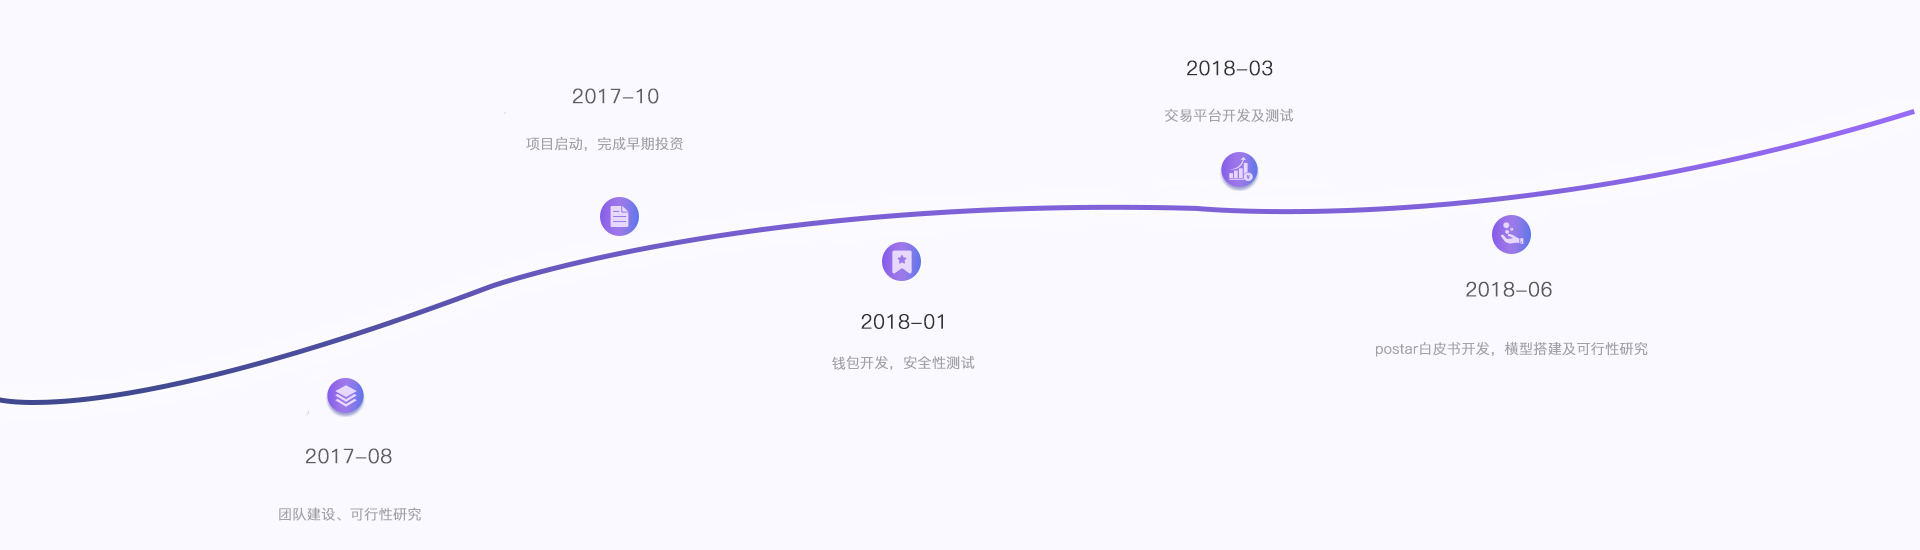 2017-08
团队建设、可行性研究
2017-10
项目启动，完成早期投资
2018-01
钱包开发，安全性测试
2018-03
交易平台开发及测试
2018-06
postar白皮书开发，模型搭建及可行性研究